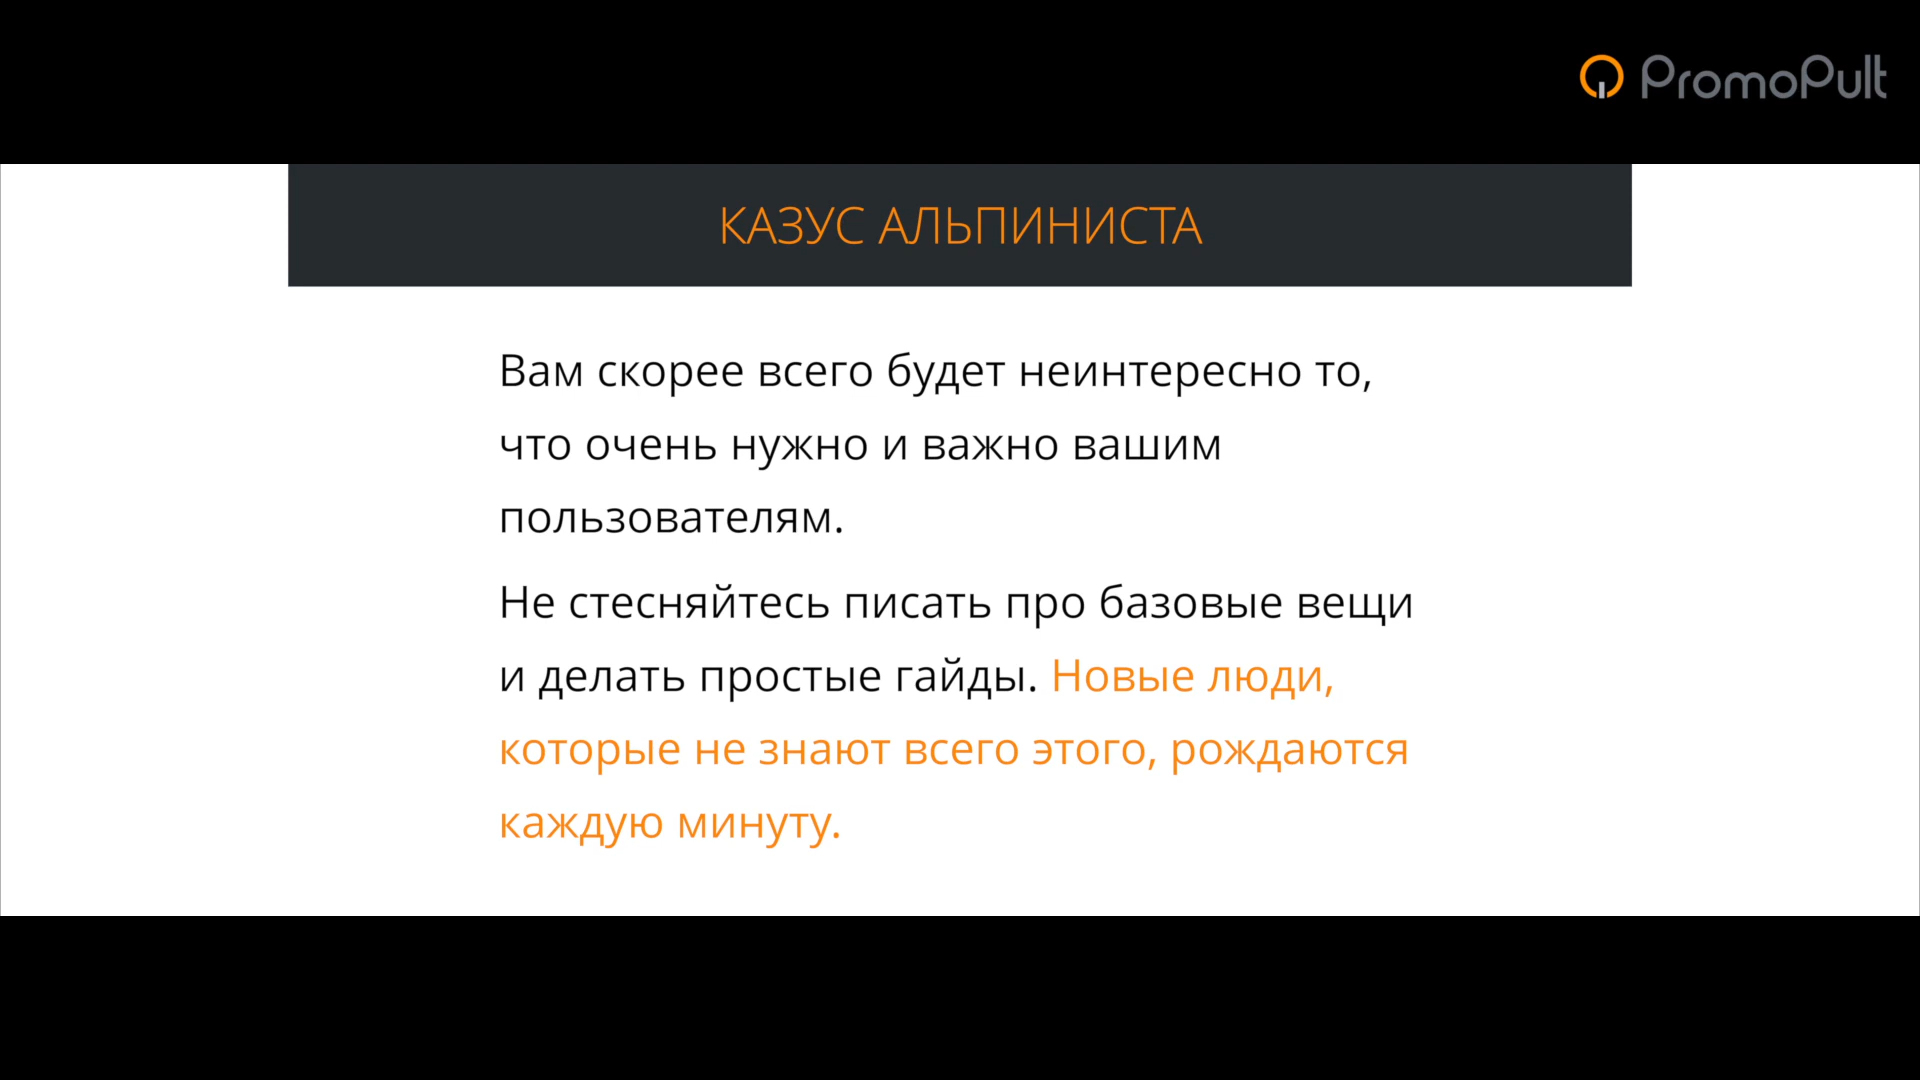 PromoPult
КАЗУС АЛЬПИНИСТА
Вам скорее всего будет неинтересно то,
что очень нужно и важно вашим
пользователям.
Не стесняйтесь писать про базовые вещи
и делать простые гайды. Новые люди,
которые не знают всего этого, рождаются
каждую минуту.